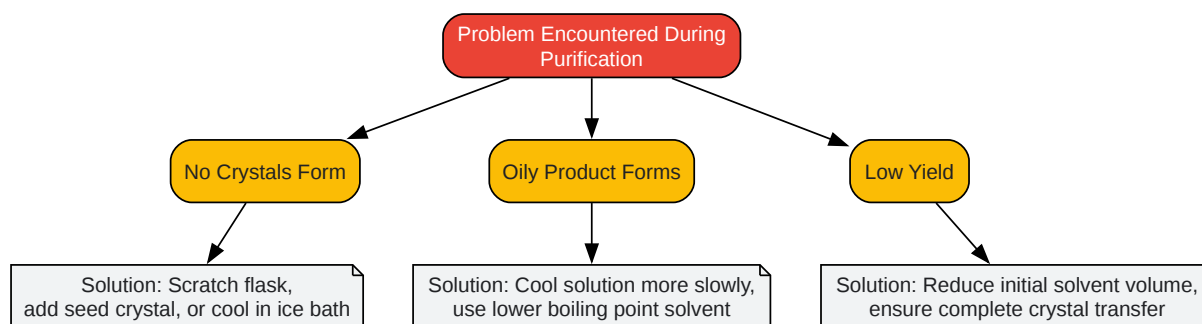 Problem Encountered During
Purification
No Crystals Form
Oily Product Forms
Low Yield
Solution: Scratch flask,
add seed crystal, or cool in ice bath
Solution: Cool solution more slowly,
use lower boiling point solvent
Solution: Reduce initial solvent volume,
ensure complete crystal transfer